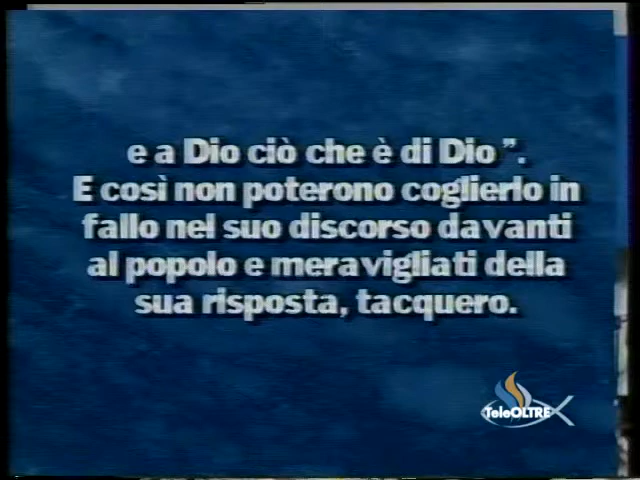 e a Dio ciò che è di Dio ”.
E così non poterono coglierlo in
fallo nel suo discorso davanti
al popolo e meravigliati della
sua risposta, tacquero.
TeleOLTRE